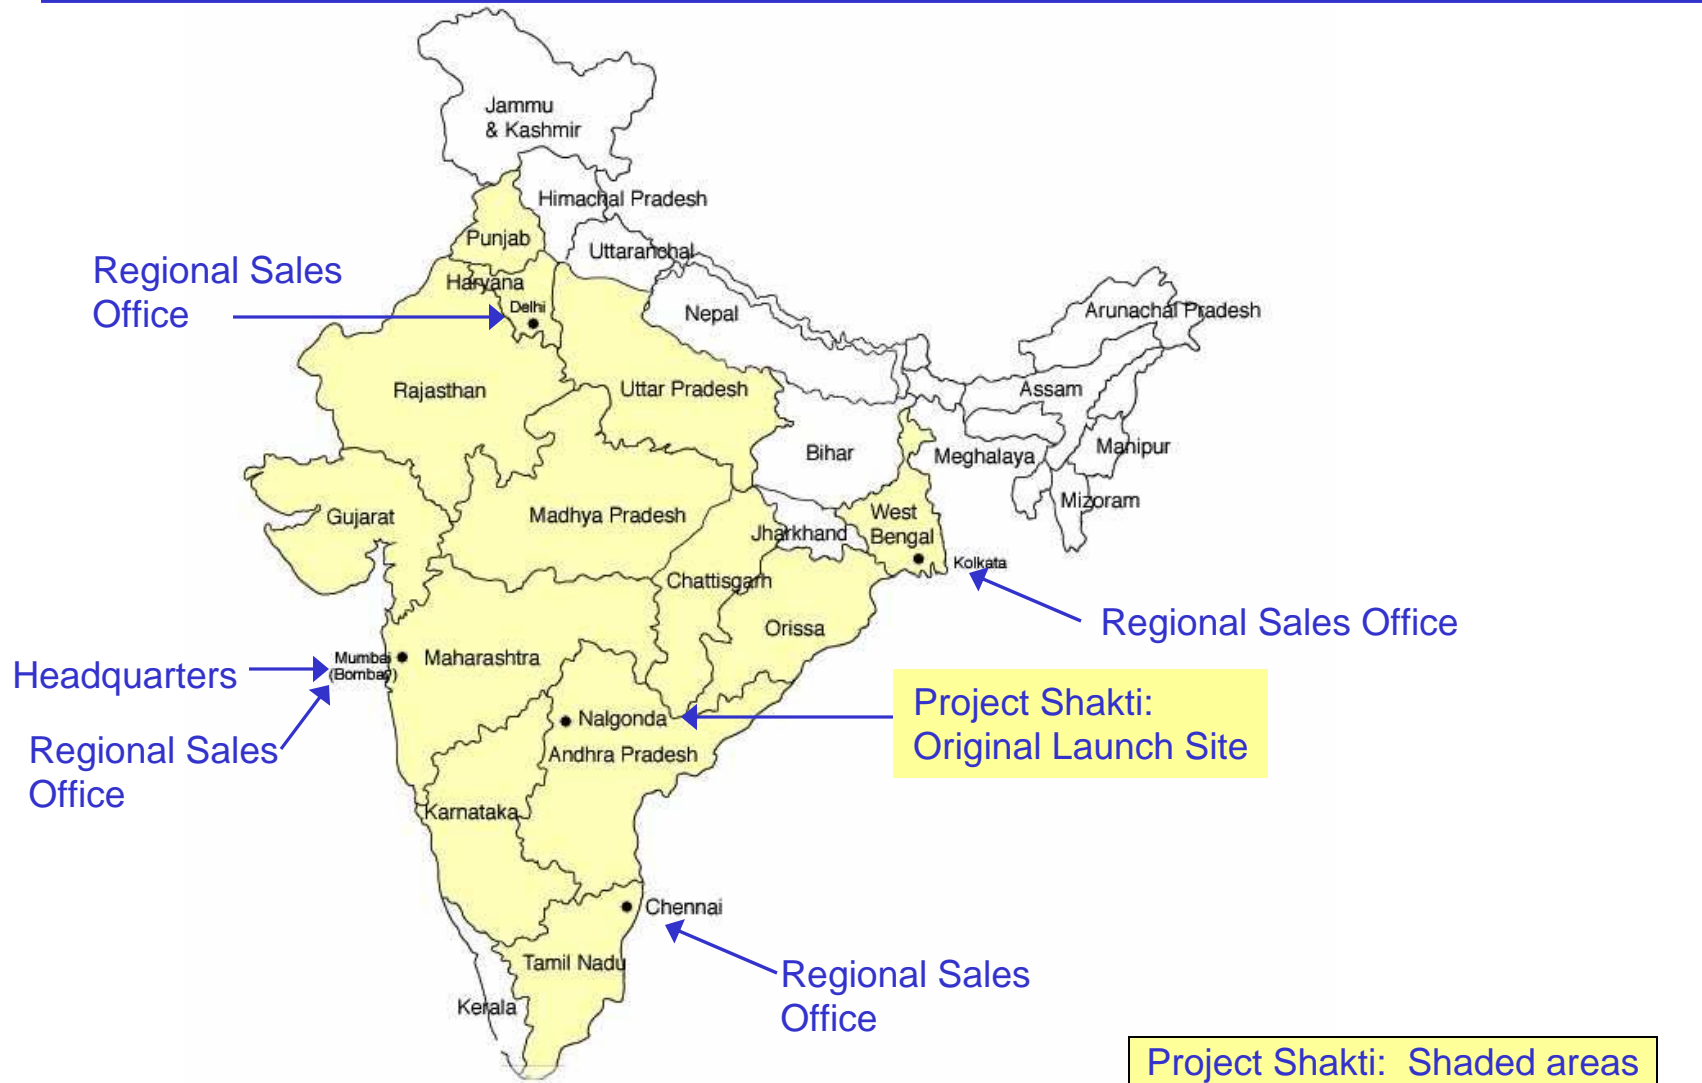 Jammu
& Kashmir
Himachal Pradesh
Punjab
Uttaranchal
Regional Sales
Office
Haryana
Delhi
Nepal
Arunachal Pradesh
Rajasthan
Uttar Pradesh
Assam
Bihar
Meghalaya
Manipur
Mizoram
Gujarat
Madhya Pradesh
Jharkhand
West
Bengal
Kolkata
Chattisgarh
Regional Sales Office
Orissa
Headquarters
Mumbai
(Bombay)
Maharashtra
Project Shakti:
Original Launch Site
Nalgonda
Andhra Pradesh
Regional Sales
Office
Karnataka
Chennai
Tamil Nadu
Regional Sales
Office
Kerala
Project Shakti: Shaded areas